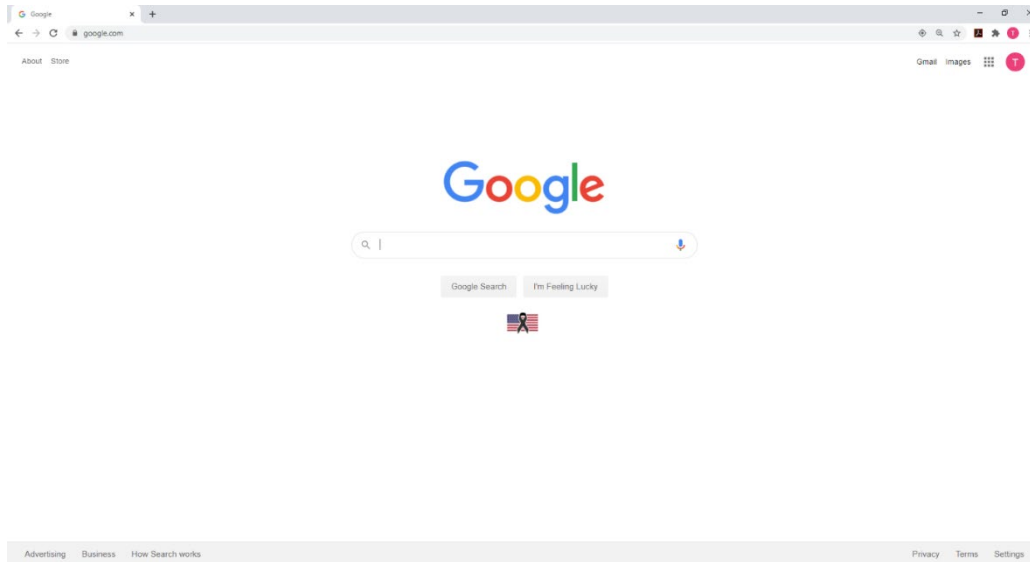 Google
google.com
T
About Store
Gmail Images T
Google
Google Search I'm Feeling Lucky
Advertising Business How Search works
Privacy Terms Settings